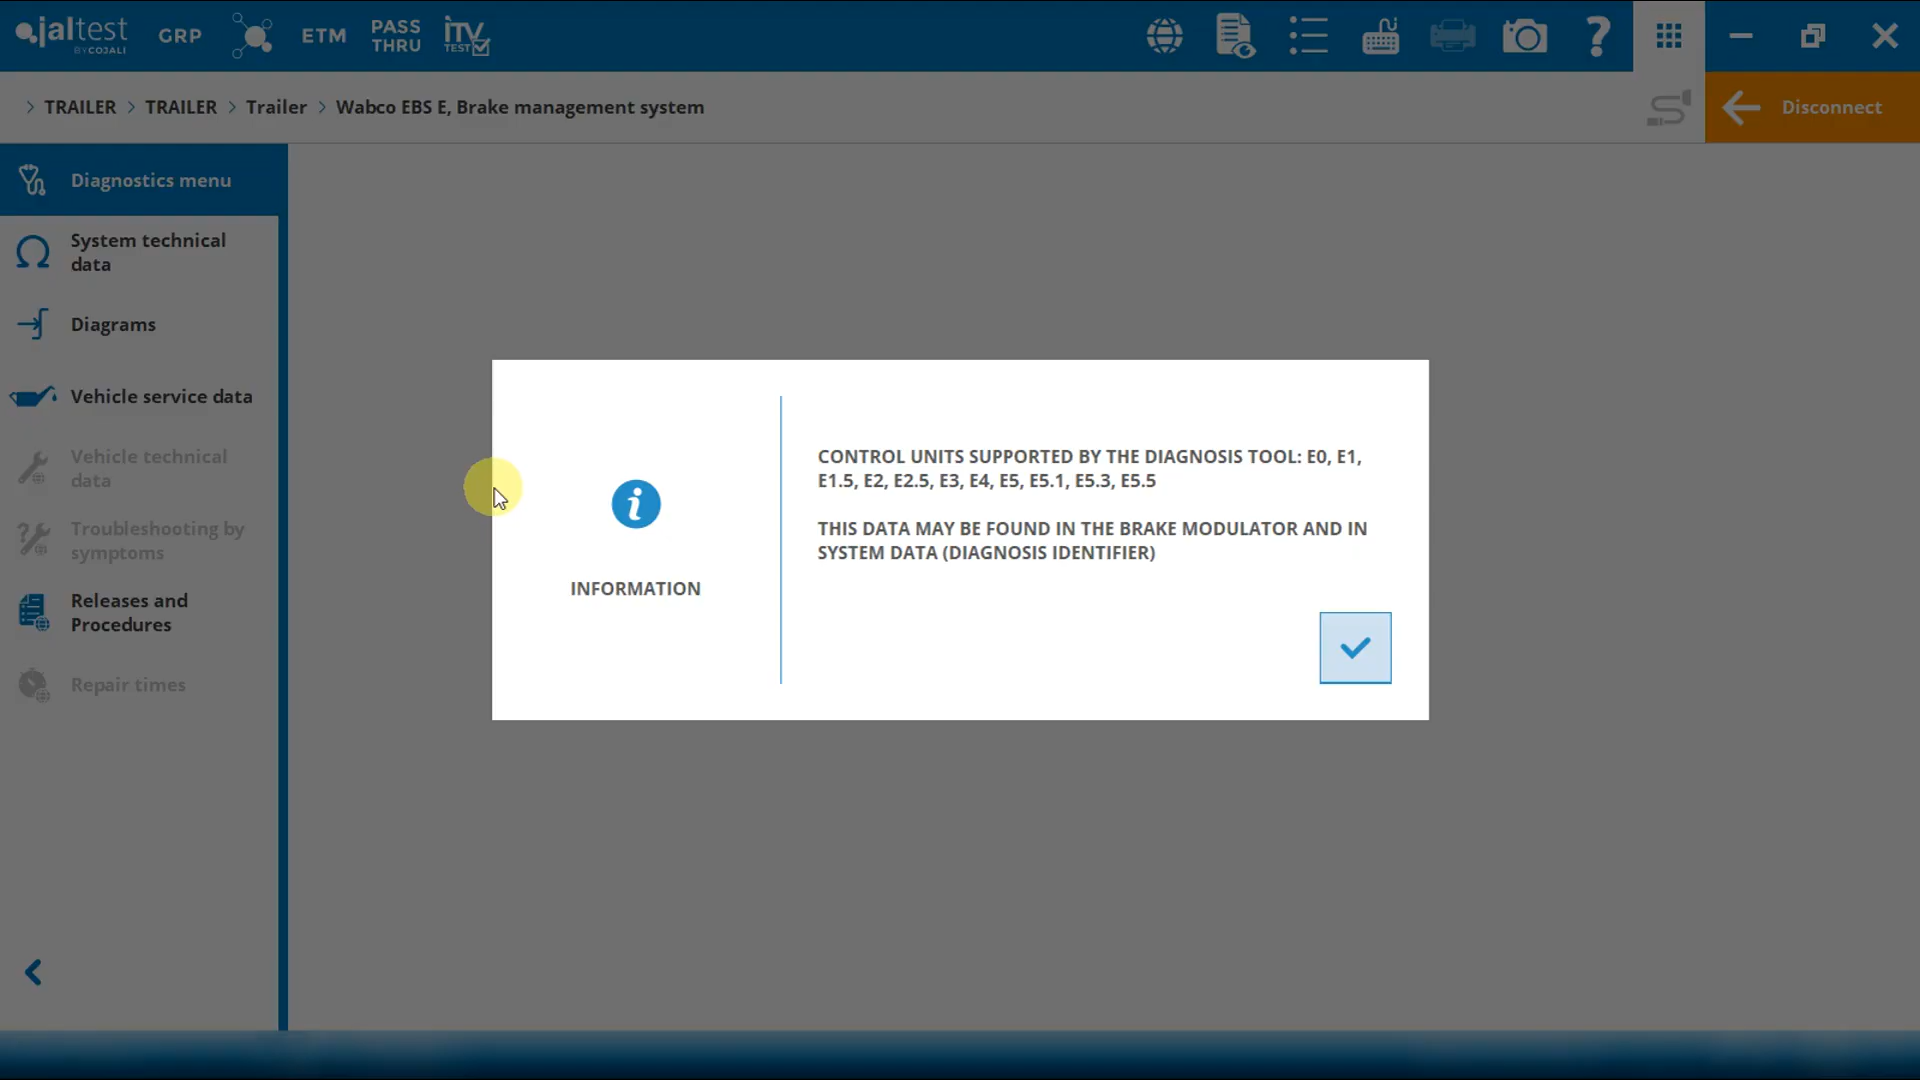 jaltest
BY COJALI
GRP
ETM
PASS
THRU
iTV
TEST
> TRAILER > TRAILER > Trailer > Wabco EBS E, Brake management system
Disconnect
Diagnostics menu
System technical
data
Diagrams
Vehicle service data
Vehicle technical
data
Troubleshooting by
symptoms
Releases and
Procedures
Repair times
INFORMATION
CONTROL UNITS SUPPORTED BY THE DIAGNOSIS TOOL: E0, E1,
E1.5, E2, E2.5, E3, E4, E5, E5.1, E5.3, E5.5
THIS DATA MAY BE FOUND IN THE BRAKE MODULATOR AND IN
SYSTEM DATA (DIAGNOSIS IDENTIFIER)